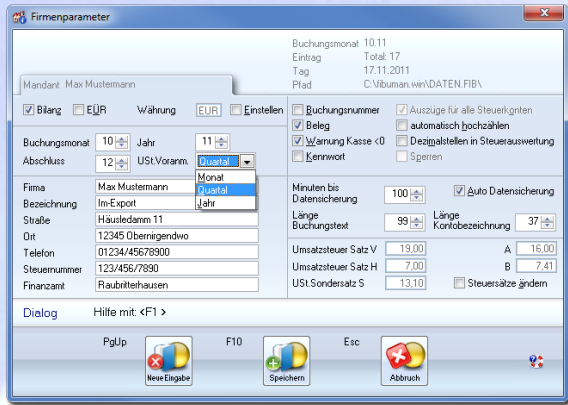 Firmenparameter
Buchungsmonat 10.11
Eintrag Total: 17
Tag 17.11.2011
Pfad C:\fibuman.win\DATEN.FIB\
Mandant Max Mustermann
Bilanz EÜR Währung EUR Einstellen
Buchungsnummer Auszüge für alle Steuerkonten
Beleg automatisch hochzählen
Warnung Kasse <0 Dezimalstellen in Steuerauswertung
Kennwort Sperren
Buchungsmonat 10 Jahr 11
Abschluss 12 USt.Voranm. Quartal
Monat
Quartal
Jahr
Firma Max Mustermann
Bezeichnung Im-Export
Straße Häusledamm 11
Ort 12345 Obernirgendwo
Telefon 01234/45678900
Steuernummer 123/456/7890
Finanzamt Raubritterhausen
Minuten bis Datensicherung 100 Auto Datensicherung
Länge Buchungstext 99 Länge Kontobezeichnung 37
Umsatzsteuer Satz V 19,00 A 16,00
Umsatzsteuer Satz H 7,00 B 7,41
USt.Sondersatz S 13,10 Steuersätze ändern
Dialog Hilfe mit: <F1 >
PgUp F10 Esc
Neue Eingabe Speichern Abbruch